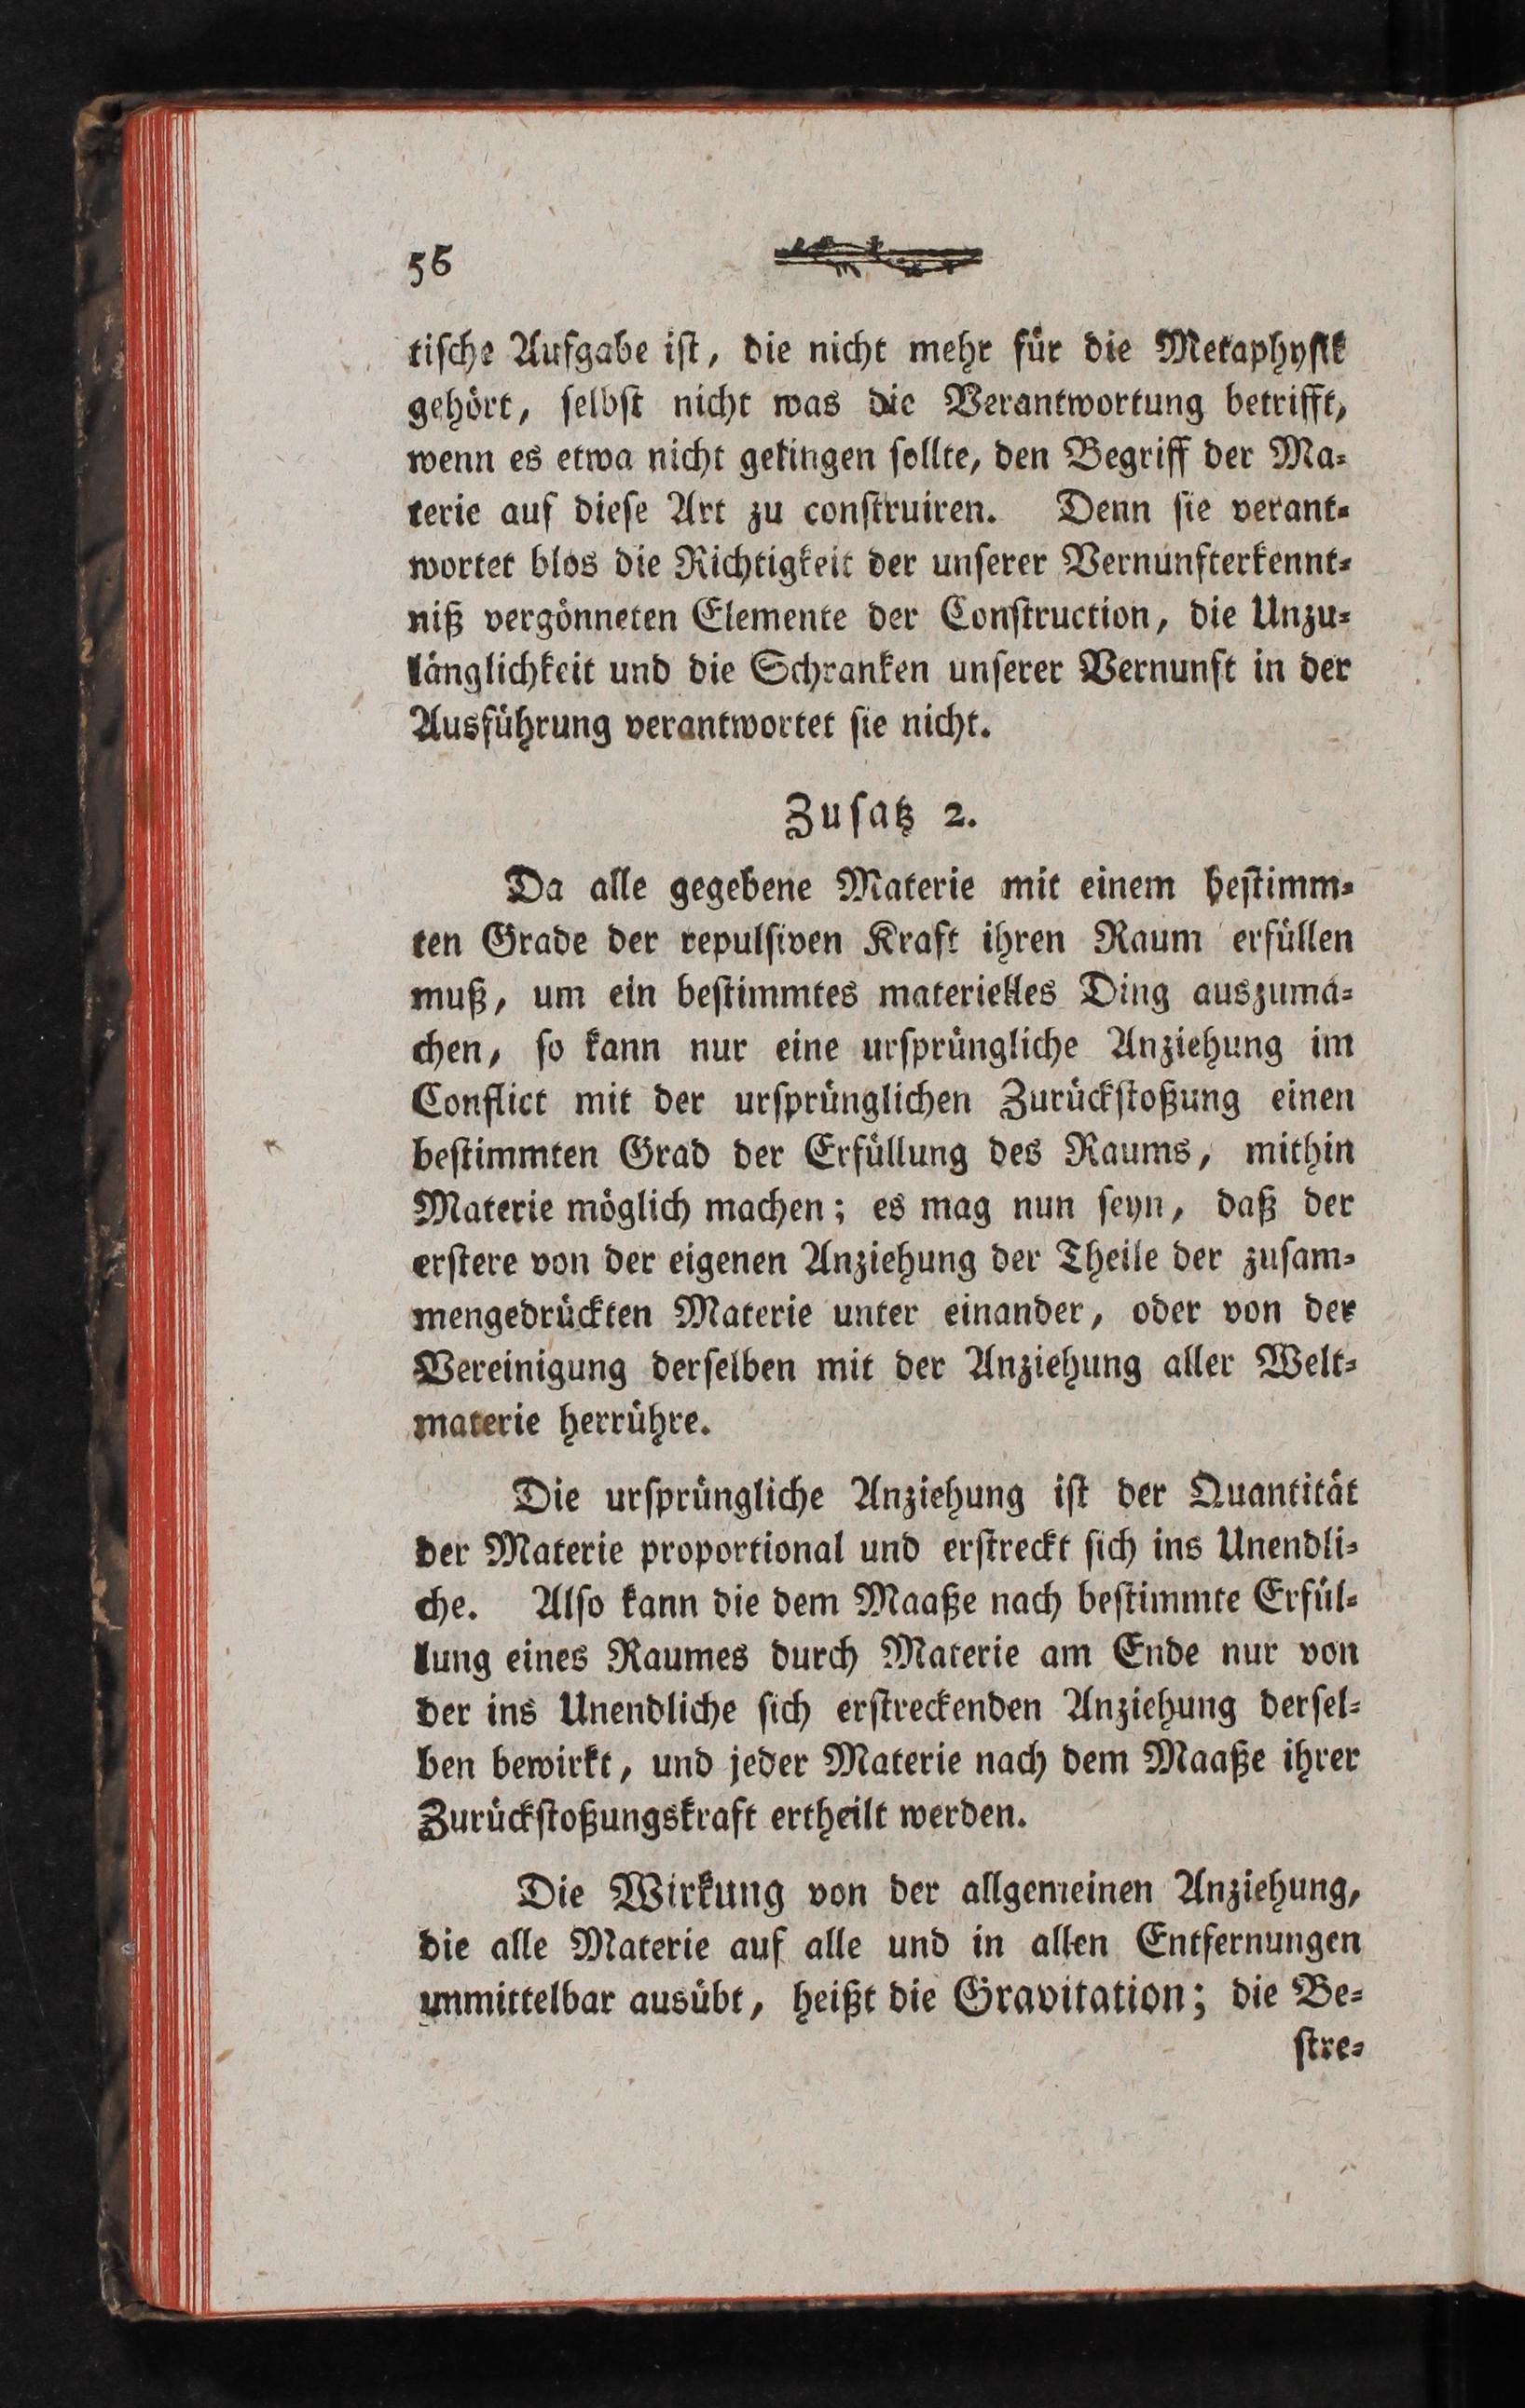 56
tische Aufgabe ist, die nicht mehr für die Metaphysik
gehört, selbst nicht was die Verantwortung betrifft,
wenn es etwa nicht gelingen sollte, den Begriff der Ma-
terie auf diese Art zu construiren. Denn sie verant-
wortet blos die Richtigkeit der unserer Vernunfterkennt-
niß vergönneten Elemente der Construction, die Unzu-
länglichkeit und die Schranken unserer Vernunft in der
Ausführung verantwortet sie nicht.
Zusatz 2.
Da alle gegebene Materie mit einem bestimm-
ten Grade der repulsiven Kraft ihren Raum erfüllen
muß, um ein bestimmtes materielles Ding auszuma-
chen, so kann nur eine ursprüngliche Anziehung im
Conflict mit der ursprünglichen Zurückstoßung einen
bestimmten Grad der Erfüllung des Raums, mithin
Materie möglich machen; es mag nun seyn, daß der
erstere von der eigenen Anziehung der Theile der zusam-
mengedrückten Materie unter einander, oder von der
Vereinigung derselben mit der Anziehung aller Welt-
materie herrühre.
Die ursprüngliche Anziehung ist der Quantität
der Materie proportional und erstreckt sich ins Unendli-
che. Also kann die dem Maaße nach bestimmte Erfül-
lung eines Raumes durch Materie am Ende nur von
der ins Unendliche sich erstreckenden Anziehung dersel-
ben bewirkt, und jeder Materie nach dem Maaße ihrer
Zurückstoßungskraft ertheilt werden.
Die Wirkung von der allgemeinen Anziehung,
die alle Materie auf alle und in allen Entfernungen
unmittelbar ausübt, heißt die Gravitation; die Be-
stre-